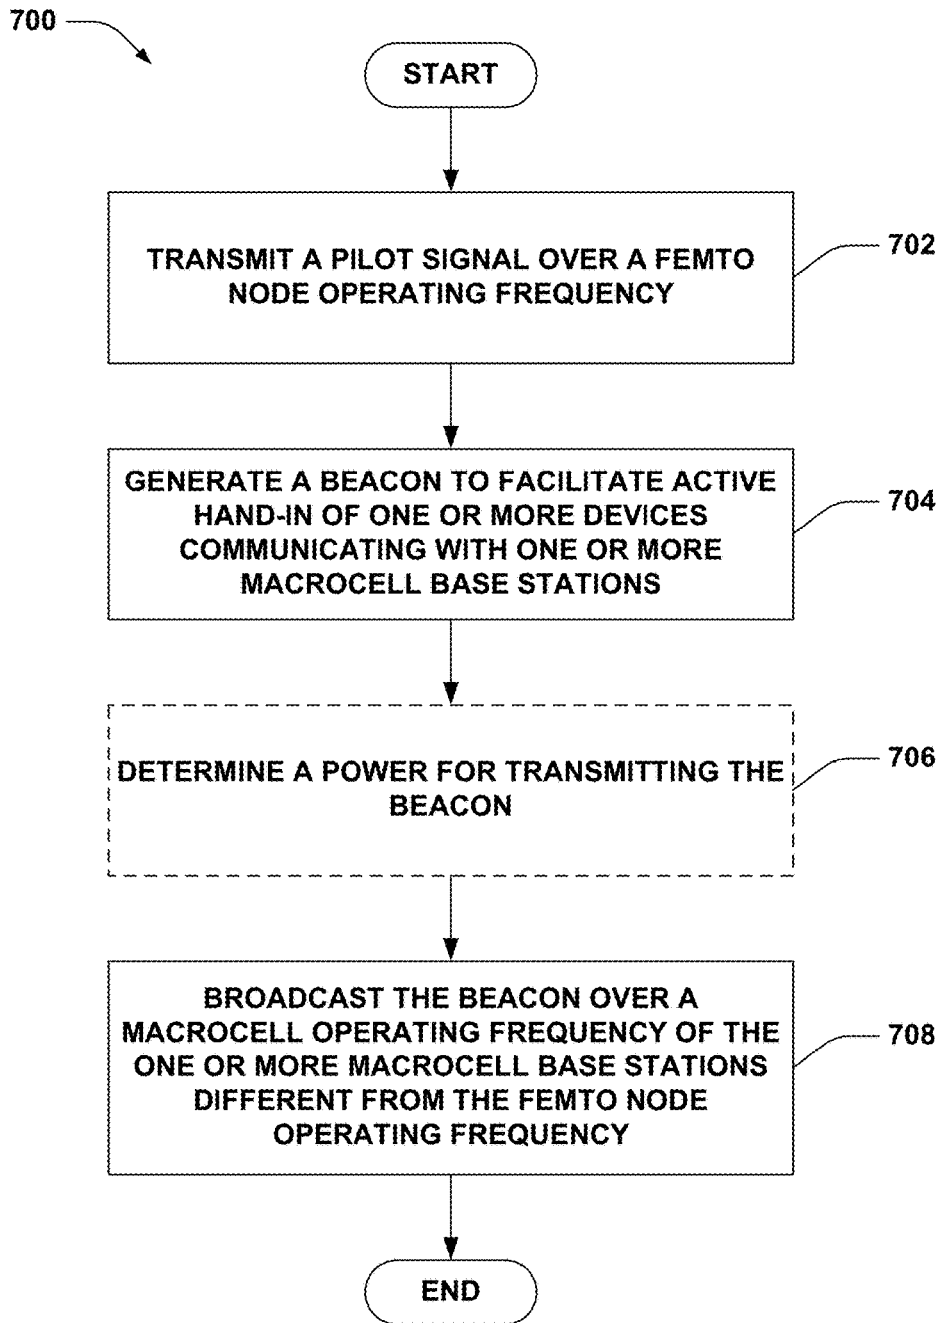 700
START
TRANSMIT A PILOT SIGNAL OVER A FEMTO
NODE OPERATING FREQUENCY
702
GENERATE A BEACON TO FACILITATE ACTIVE
HAND-IN OF ONE OR MORE DEVICES
COMMUNICATING WITH ONE OR MORE
MACROCELL BASE STATIONS
704
DETERMINE A POWER FOR TRANSMITTING THE
BEACON
706
BROADCAST THE BEACON OVER A
MACROCELL OPERATING FREQUENCY OF THE
ONE OR MORE MACROCELL BASE STATIONS
DIFFERENT FROM THE FEMTO NODE
OPERATING FREQUENCY
708
END